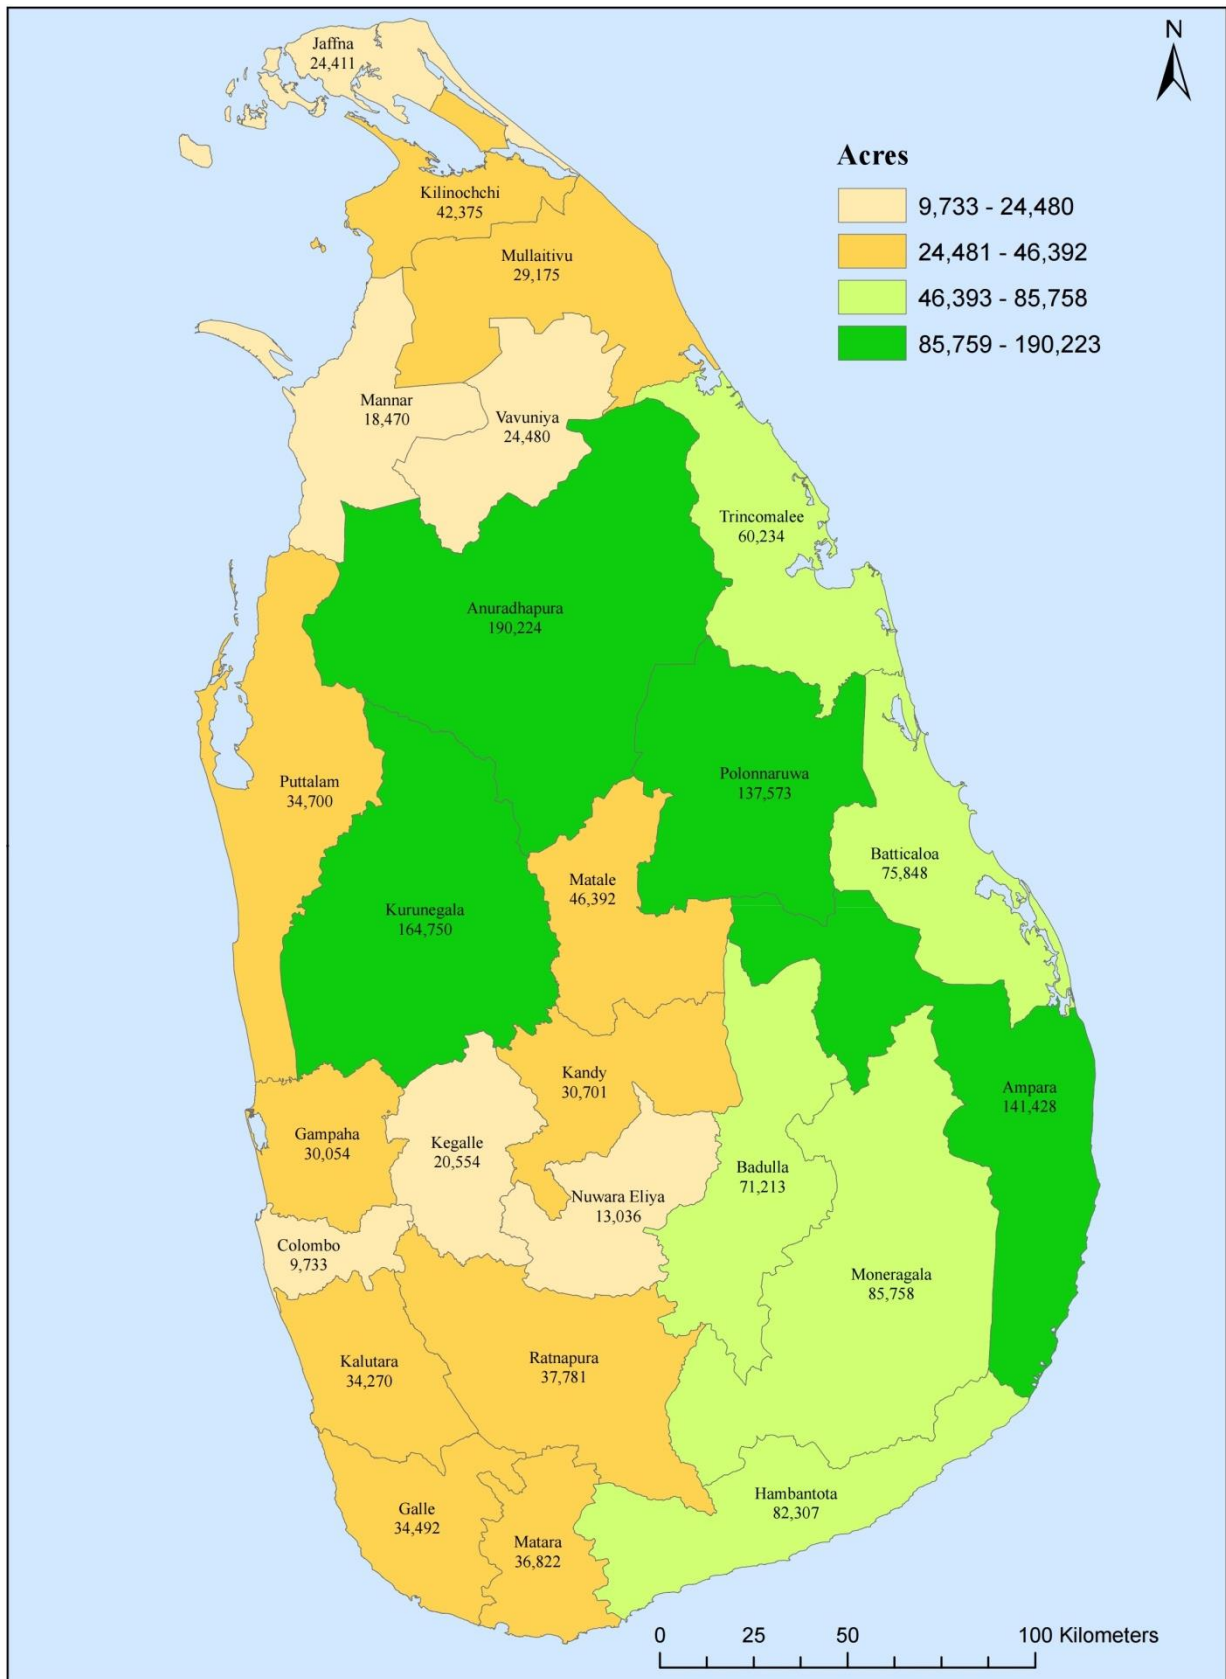 N
Jaffna
24,411
Acres
9,733 - 24,480
24,481 - 46,392
46,393 - 85,758
85,759 - 190,223
Kilinochchi
42,375
Mullaitivu
29,175
Mannar
18,470
Vavuniya
24,480
Trincomalee
60,234
Anuradhapura
190,224
Puttalam
34,700
Polonnaruwa
137,573
Batticaloa
75,848
Matale
46,392
Kurunegala
164,750
Kandy
30,701
Ampara
141,428
Gampaha
30,054
Kegalle
20,554
Badulla
71,213
Nuwara Eliya
13,036
Colombo
9,733
Moneragala
85,758
Kalutara
34,270
Ratnapura
37,781
Hambantota
82,307
Galle
34,492
Matara
36,822
0 25 50 100 Kilometers